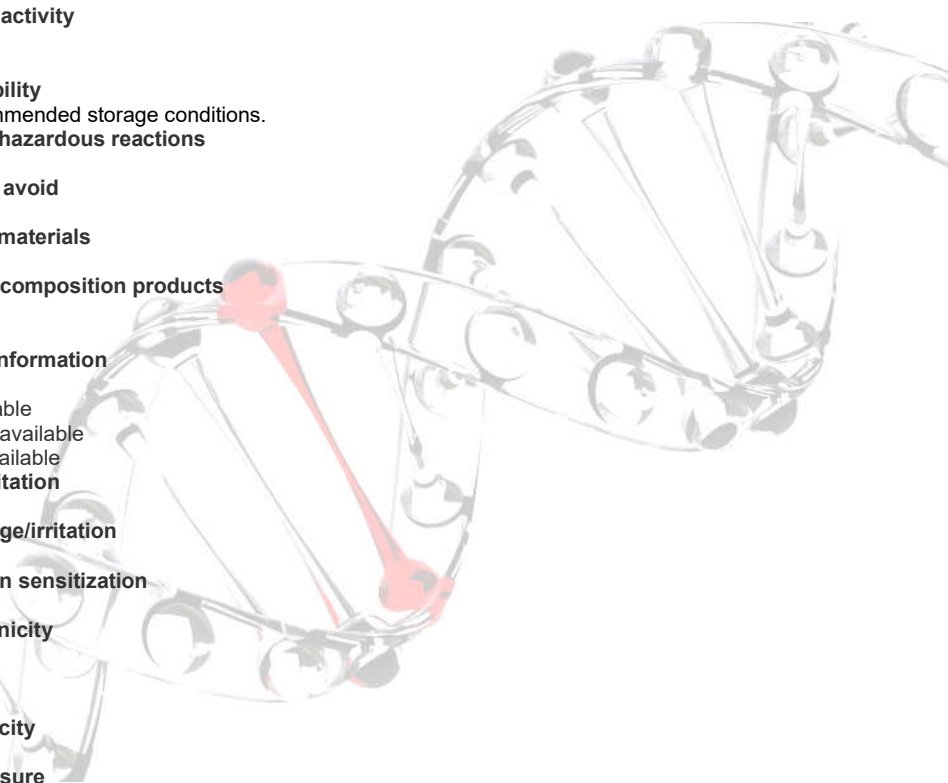 activity
bility
nmended storage conditions.
hazardous reactions
avoid
materials
composition products
nformation
able
available
ailable
itation
ge/irritation
n sensitization
nicity
city
sure